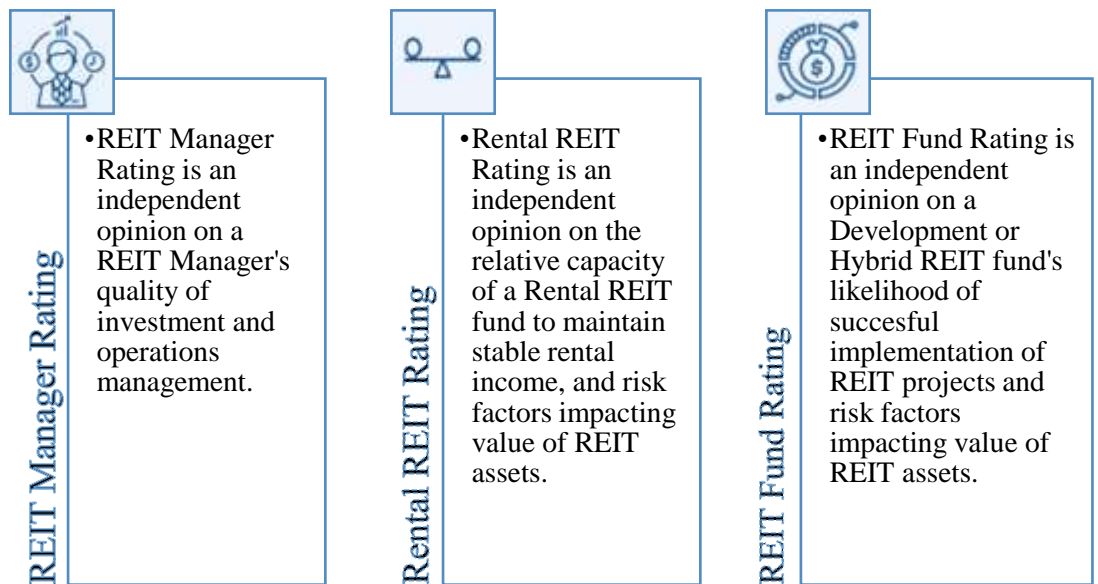 REIT Manager Rating
•REIT Manager
Rating is an
independent
opinion on a
REIT Manager's
quality of
investment and
operations
management.
Rental REIT Rating
•Rental REIT
Rating is an
independent
opinion on the
relative capacity
of a Rental REIT
fund to maintain
stable rental
income, and risk
factors impacting
value of REIT
assets.
REIT Fund Rating
•REIT Fund Rating is
an independent
opinion on a
Development or
Hybrid REIT fund's
likelihood of
succesful
implementation of
REIT projects and
risk factors
impacting value of
REIT assets.